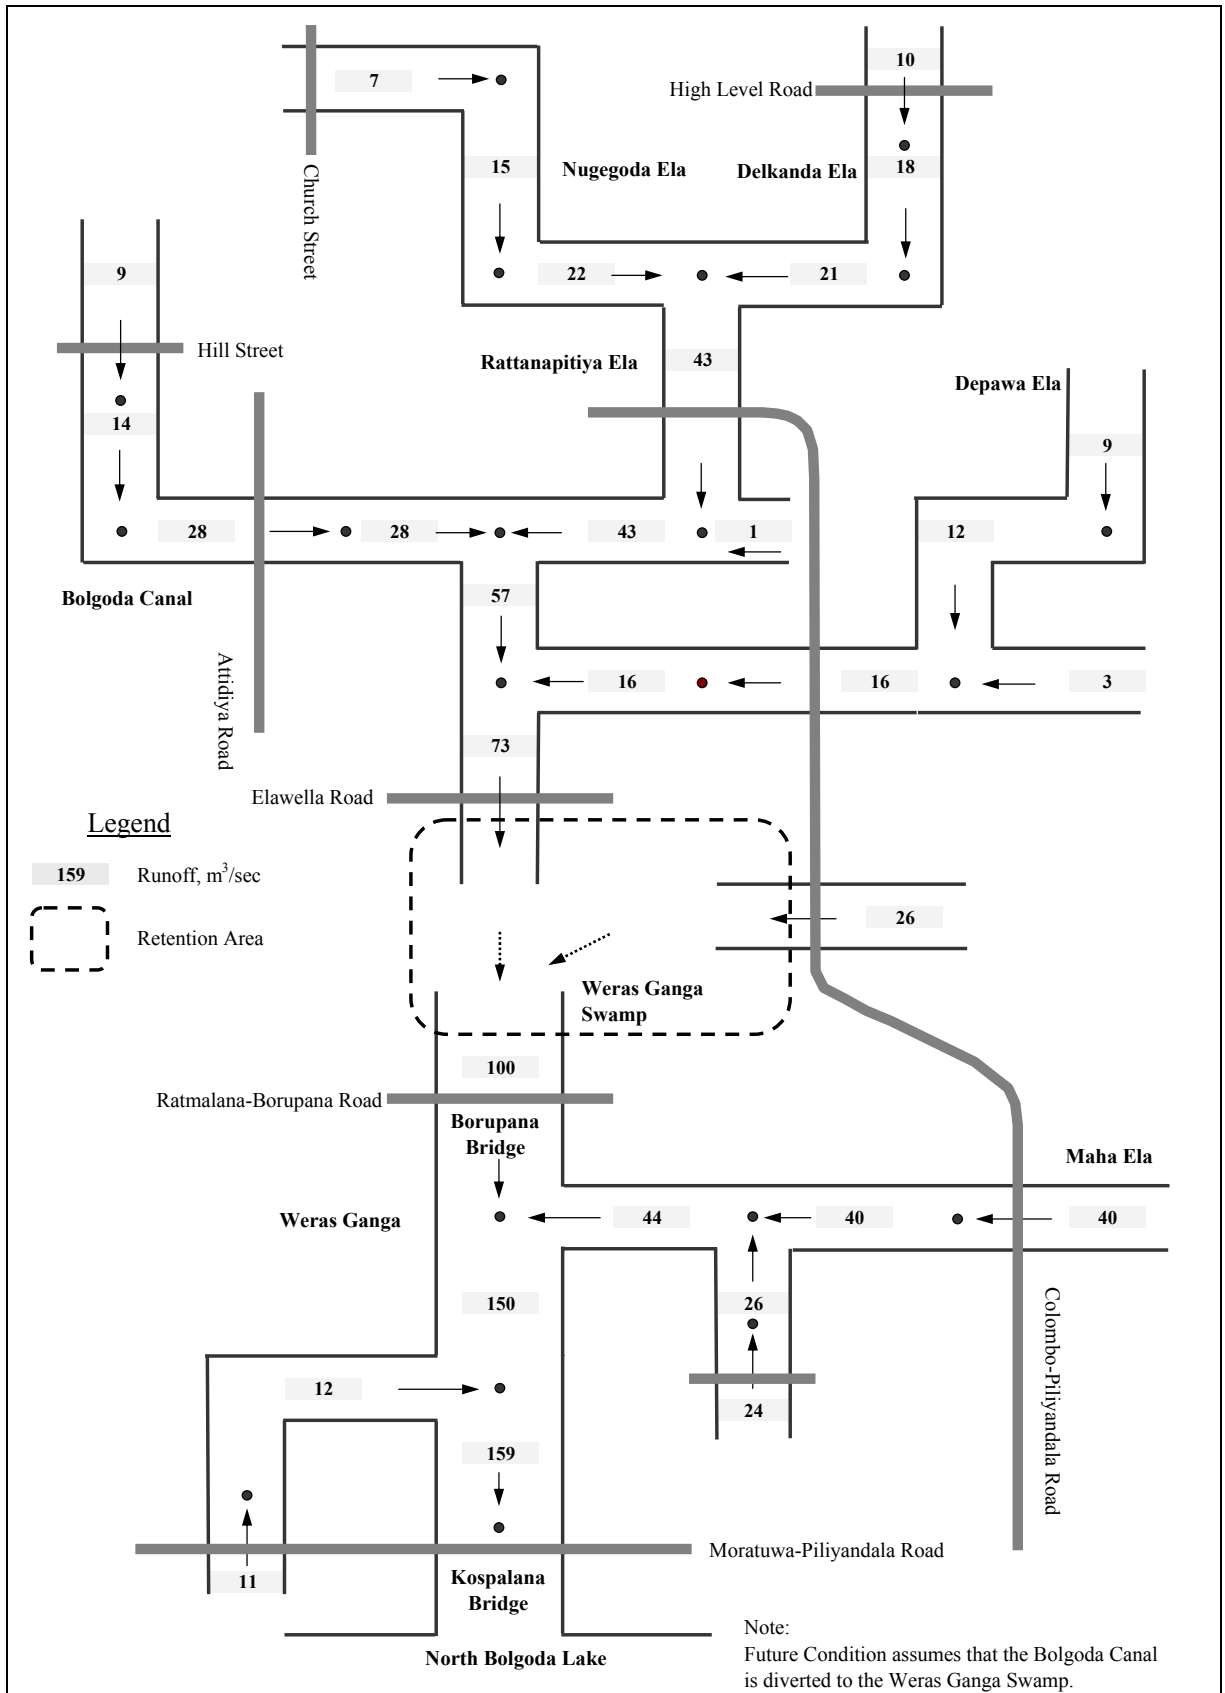 10
High Level Road
7
15
Nugegoda Ela
Delkanda Ela
18
Church Street
9
22
21
Hill Street
Rattanapitiya Ela
43
Depawa Ela
14
9
28
28
43
1
12
Bolgoda Canal
57
Attidiya Road
16
16
3
73
Elawella Road
Legend
159
Runoff, m³/sec
26
Retention Area
Weras Ganga
Swamp
100
Ratmalana-Borupana Road
Borupana
Bridge
Maha Ela
Weras Ganga
44
40
40
150
26
Colombo-Piliyandala Road
12
24
159
Moratuwa-Piliyandala Road
11
Kospalana
Bridge
North Bolgoda Lake
Note:
Future Condition assumes that the Bolgoda Canal
is diverted to the Weras Ganga Swamp.